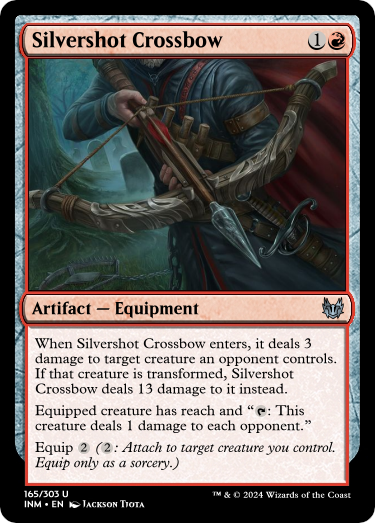 Silvershot Crossbow 1
Artifact — Equipment
When Silvershot Crossbow enters, it deals 3
damage to target creature an opponent controls.
If that creature is transformed, Silvershot
Crossbow deals 13 damage to it instead.
Equipped creature has reach and “: This
creature deals 1 damage to each opponent.”
Equip 2 (2: Attach to target creature you control.
Equip only as a sorcery.)
165/303 U
INM • EN Jackson Tjota
™ & © 2024 Wizards of the Coast